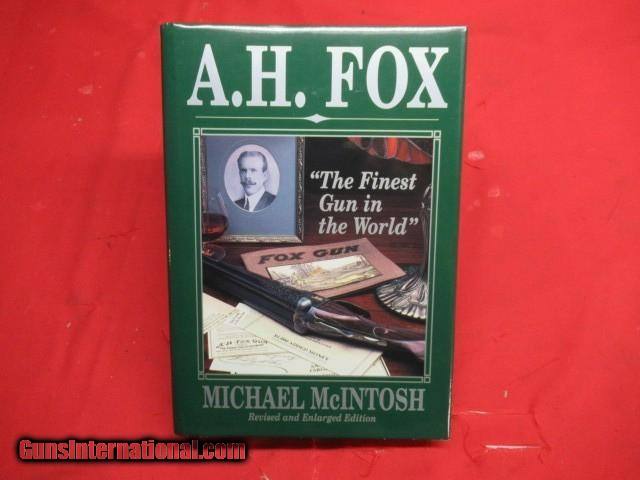 A.H. FOX
"The Finest
Gun in
the World"
FOX GUN
A.H FOX GUN
MICHAEL McINTOSH
Revised and Enlarged Edition
GunsInternational.com